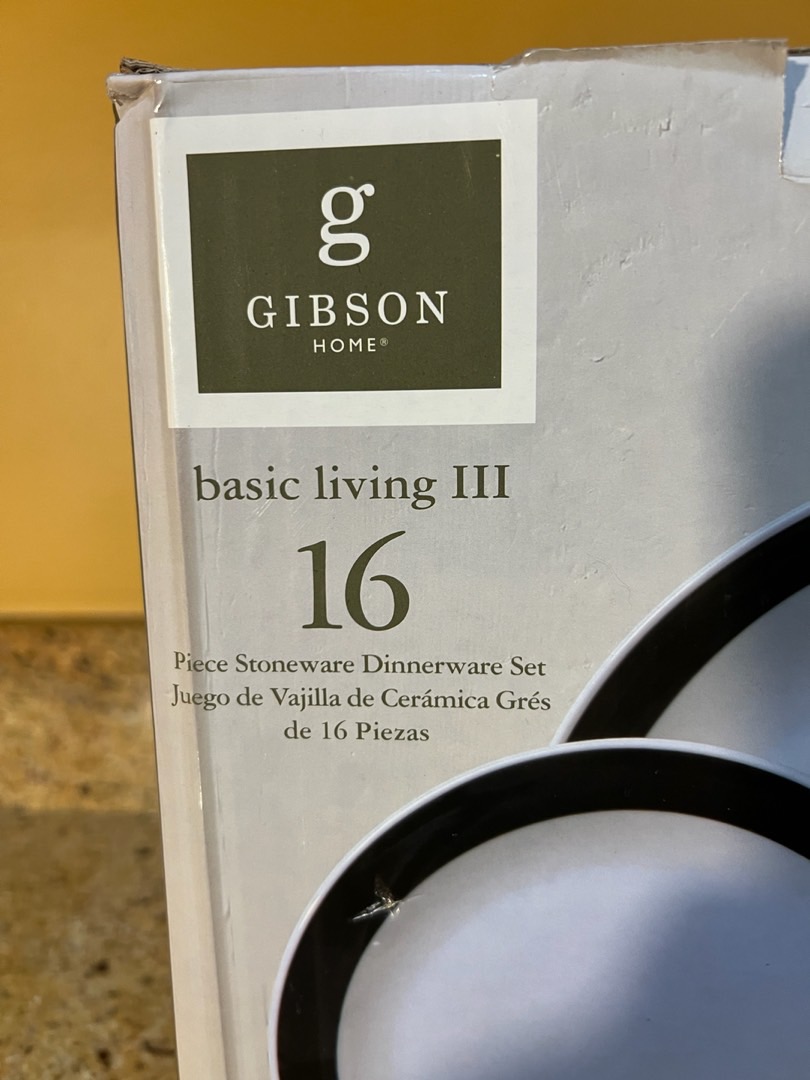 g
GIBSON
HOME®
basic living III
16
Piece Stoneware Dinnerware Set
Juego de Vajilla de Cerámica Grés
de 16 Piezas